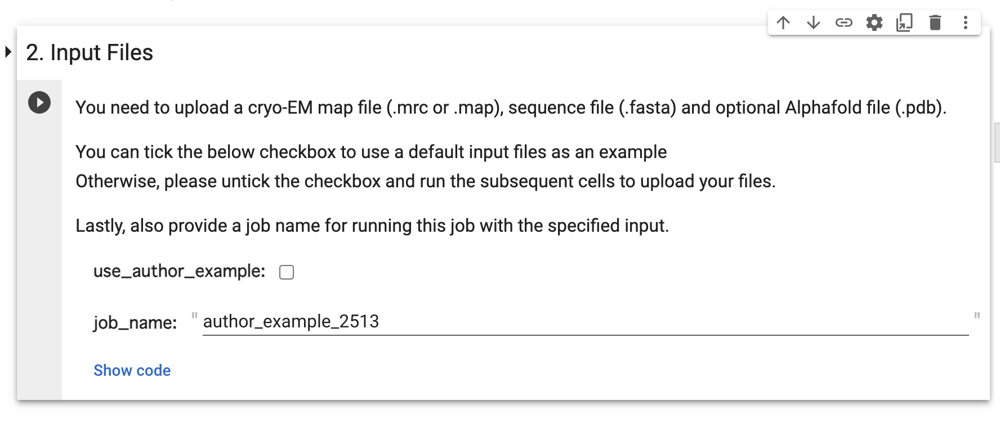 2. Input Files
You need to upload a cryo-EM map file (.mrc or .map), sequence file (.fasta) and optional Alphafold file (.pdb).
You can tick the below checkbox to use a default input files as an example
Otherwise, please untick the checkbox and run the subsequent cells to upload your files.
Lastly, also provide a job name for running this job with the specified input.
use_author_example:
job_name: "author_example_2513"
Show code